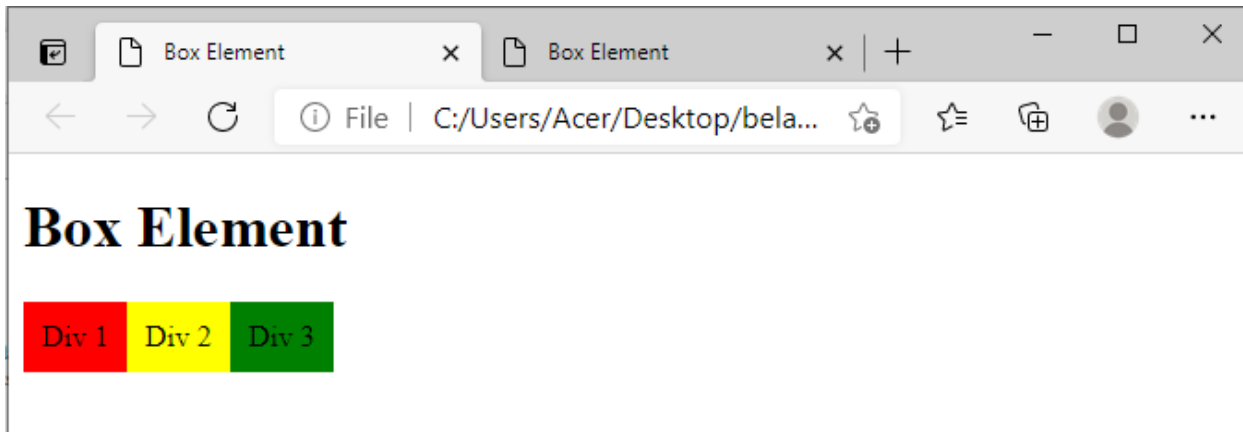 Box Element
Box Element
File
C:/Users/Acer/Desktop/bela...
Box Element
Div 1 Div 2 Div 3